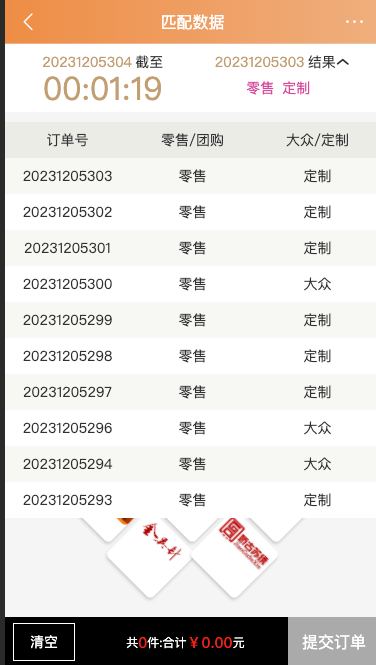 匹配数据
20231205304 截至
00:01:19
20231205303 结果
零售 定制
订单号 零售/团购 大众/定制
20231205303 零售 定制
20231205302 零售 定制
20231205301 零售 定制
20231205300 零售 大众
20231205299 零售 定制
20231205298 零售 定制
20231205297 零售 定制
20231205296 零售 大众
20231205294 零售 大众
20231205293 零售 定制
清空 共0件:合计 ¥ 0.00元 提交订单